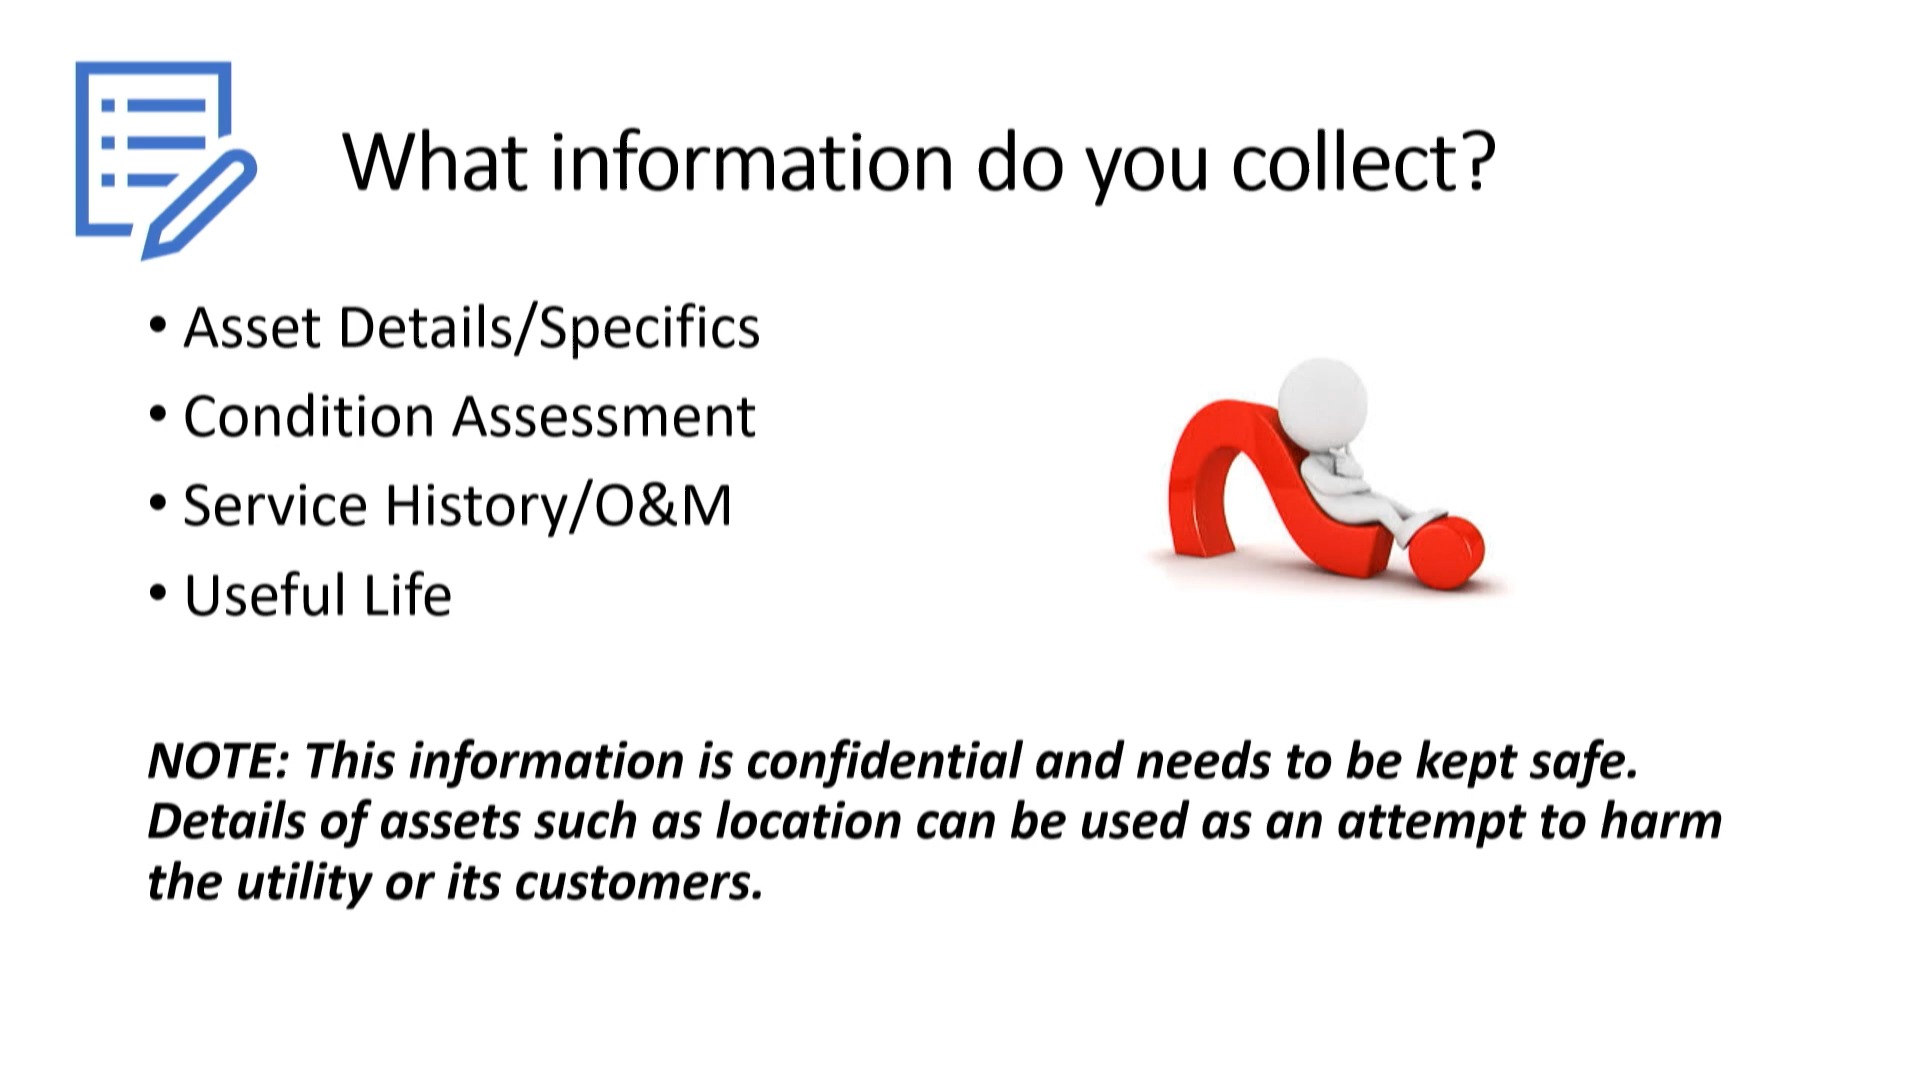 What information do you collect?
• Asset Details/Specifics
• Condition Assessment
• Service History/O&M
• Useful Life
NOTE: This information is confidential and needs to be kept safe.
Details of assets such as location can be used as an attempt to harm
the utility or its customers.